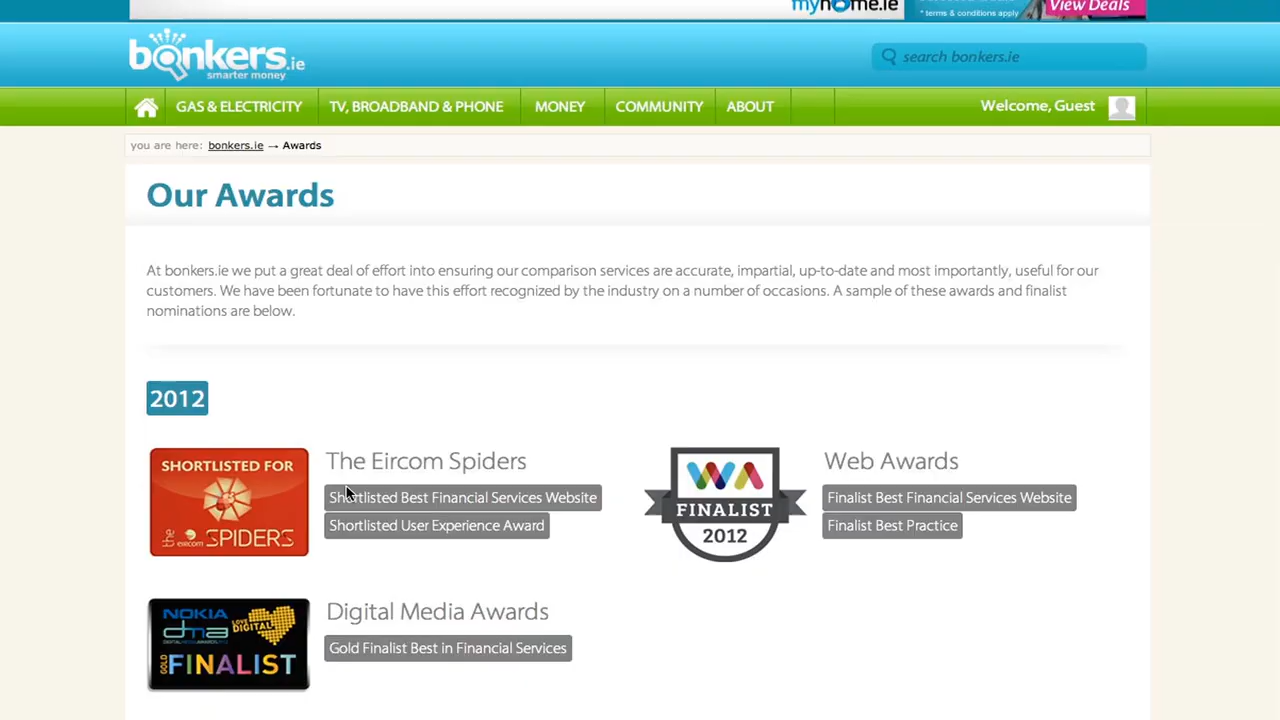 myhome.ie
* terms & conditions apply
View Deals
bonkers.ie
smarter money
search bonkers.ie
GAS & ELECTRICITY
TV, BROADBAND & PHONE
MONEY
COMMUNITY
ABOUT
Welcome, Guest
you are here: bonkers.ie → Awards
Our Awards
At bonkers.ie we put a great deal of effort into ensuring our comparison services are accurate, impartial, up-to-date and most importantly, useful for our
customers. We have been fortunate to have this effort recognized by the industry on a number of occasions. A sample of these awards and finalist
nominations are below.
2012
SHORTLISTED FOR
the eircom SPIDERS
The Eircom Spiders
Shortlisted Best Financial Services Website
Shortlisted User Experience Award
WA
FINALIST
2012
Web Awards
Finalist Best Financial Services Website
Finalist Best Practice
NOKIA
dma
LOVE DIGITAL
GOLD FINALIST
Digital Media Awards
Gold Finalist Best in Financial Services